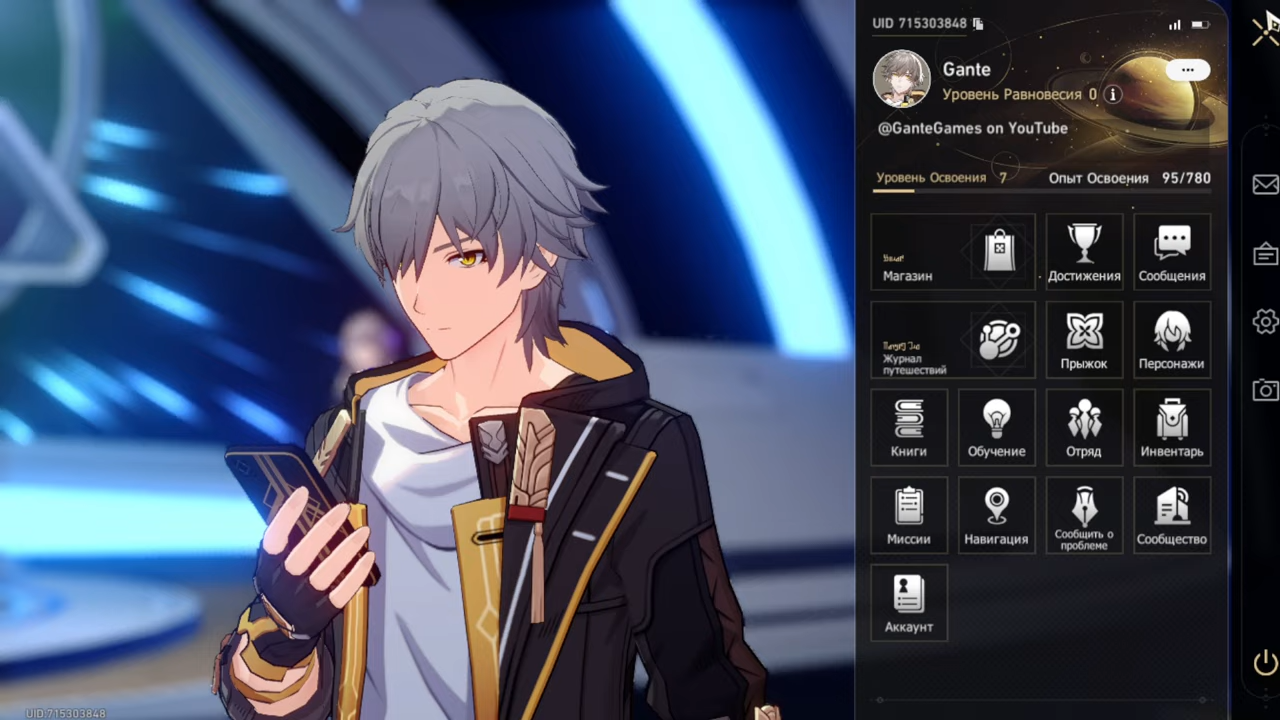 UID 715303848
Gante
Уровень Равновесия 0
@GanteGames on YouTube
Уровень Освоения 7
Опыт Освоения 95/780
Магазин
Достижения
Сообщения
Журнал
путешествий
Прыжок
Персонажи
Книги
Обучение
Отряд
Инвентарь
Миссии
Навигация
Сообщить о
проблеме
Сообщество
Аккаунт
UID:715303848